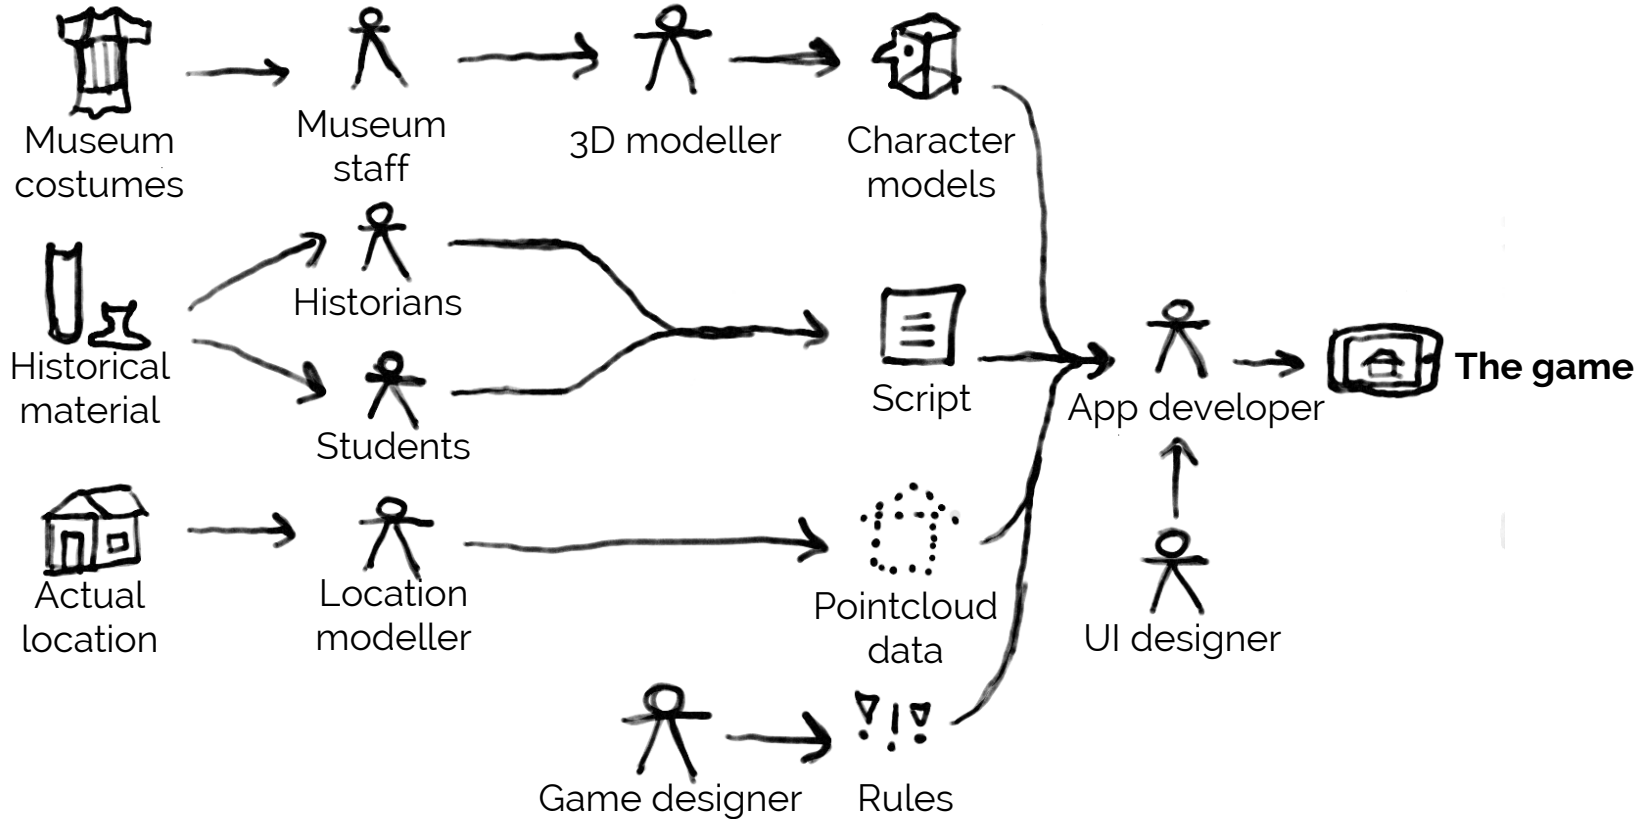 Museum
costumes
Museum
staff
3D modeller
Character
models
Historical
material
Historians
Students
Script
App developer
The game
Actual
location
Location
modeller
Pointcloud
data
UI designer
Game designer
Rules